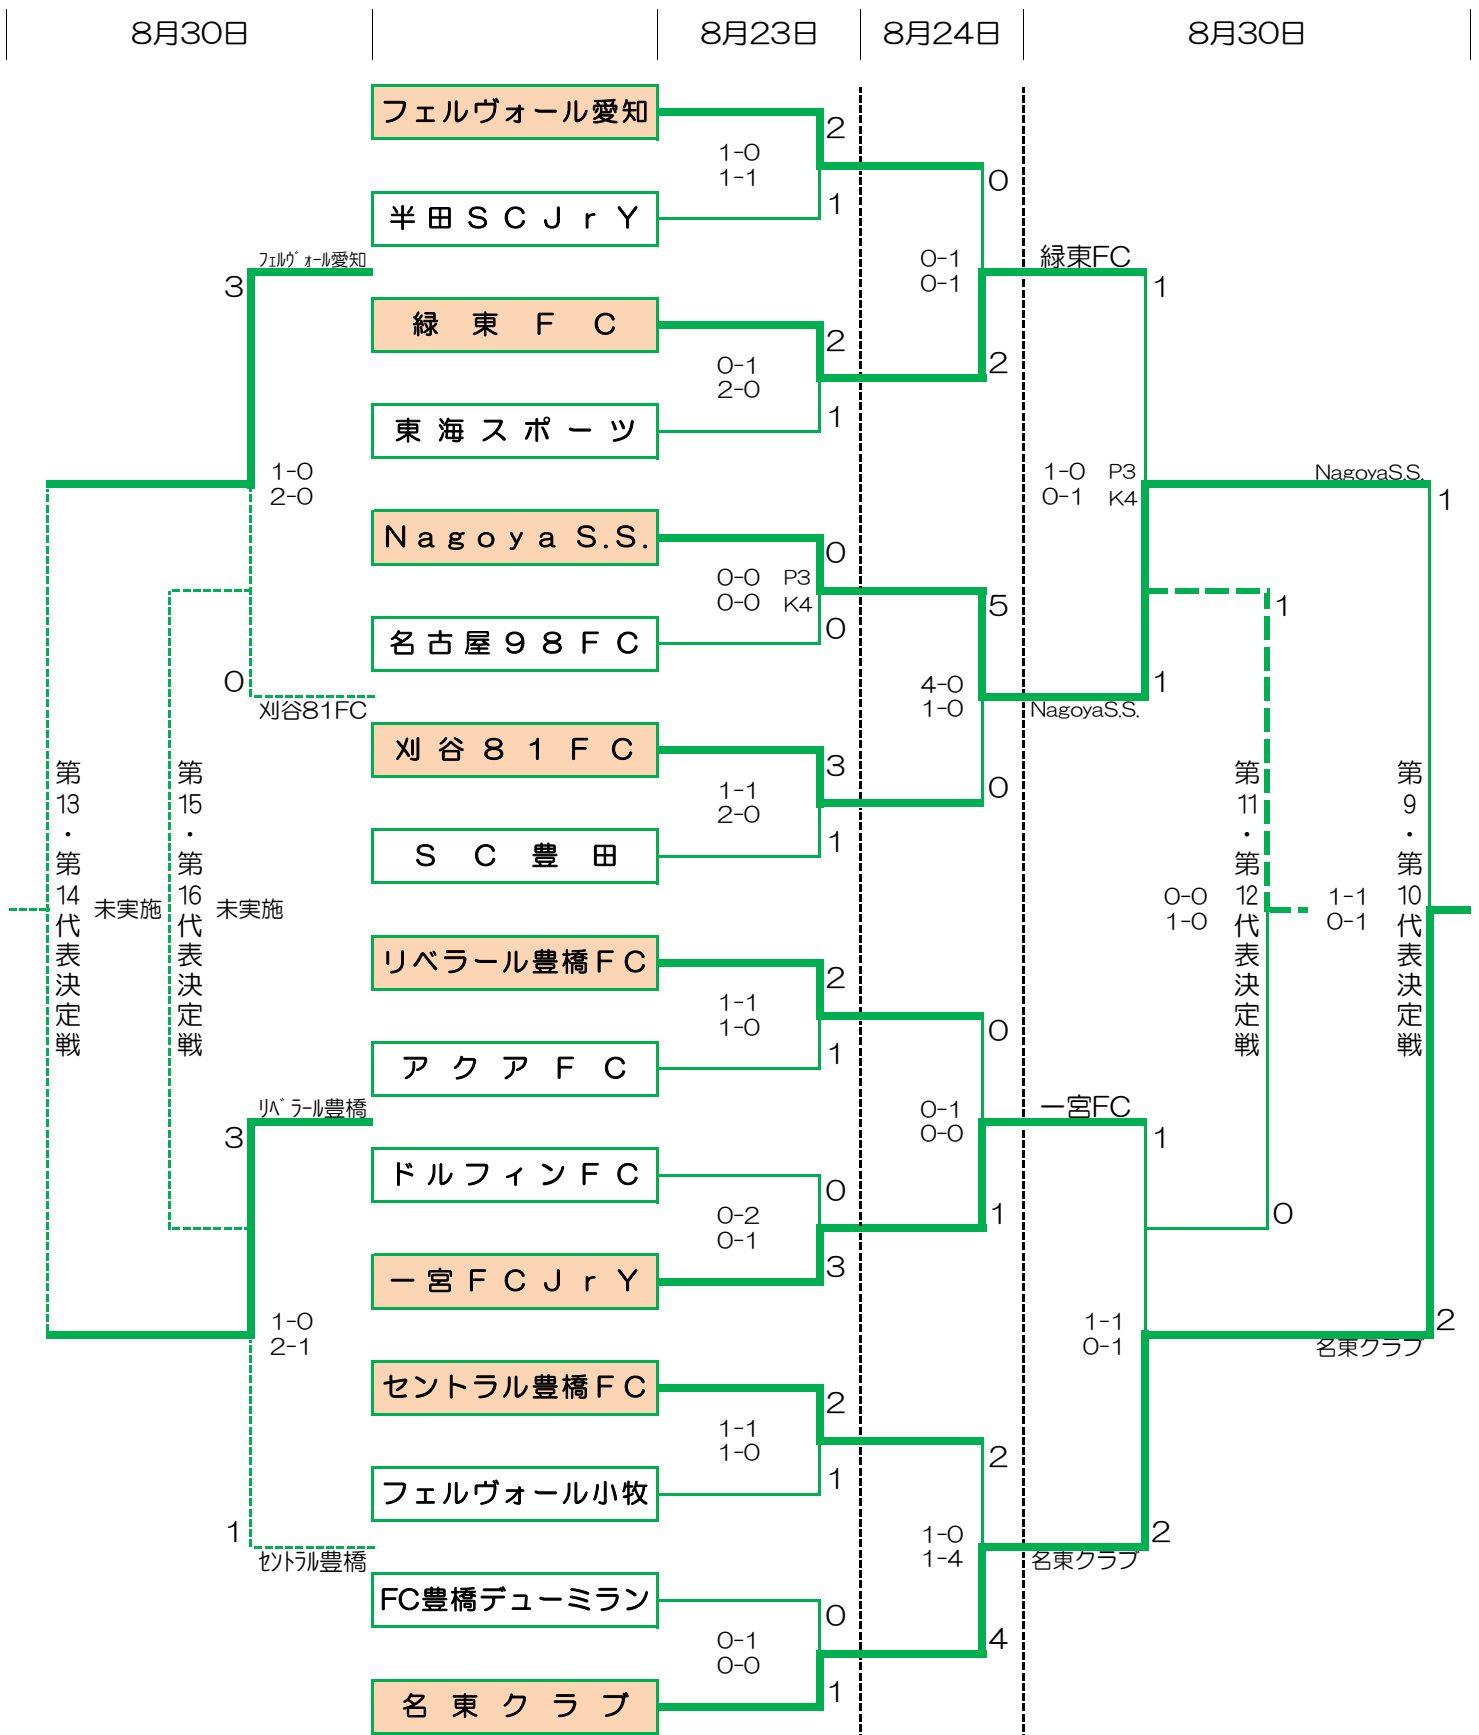 8月30日
8月23日
8月24日
8月30日
フェルヴォール愛知
2
1-0
1-1
0
半田SCJrY
1
フェルヴォール愛知
3
0-1
0-1
緑東FC
1
緑東FC
2
0-1
2-0
2
東海スポーツ
1
1-0
2-0
1-0 P3
0-1 K4
NagoyaS.S.
1
Nagoya S.S.
0
0-0 P3
0-0 K4
5
1
名古屋98FC
0
0
刈谷81FC
4-0
1-0
1
NagoyaS.S.
刈谷81FC
3
1-1
2-0
0
SC豊田
1
第13・第14代表決定戦
未実施
第15・第16代表決定戦
未実施
0-0
1-0
第11・第12代表決定戦
1-1
0-1
第9・第10代表決定戦
リベラール豊橋FC
2
1-1
1-0
0
アクアFC
1
リベラール豊橋
3
0-1
0-0
一宮FC
1
ドルフィンFC
0
0-2
0-1
1
0
一宮FCJrY
3
1-0
2-1
1-1
0-1
2
名東クラブ
セントラル豊橋FC
2
1-1
1-0
2
フェルヴォール小牧
1
1
セントラル豊橋
1-0
1-4
2
名東クラブ
FC豊橋デューミラン
0
0-1
0-0
4
名東クラブ
1